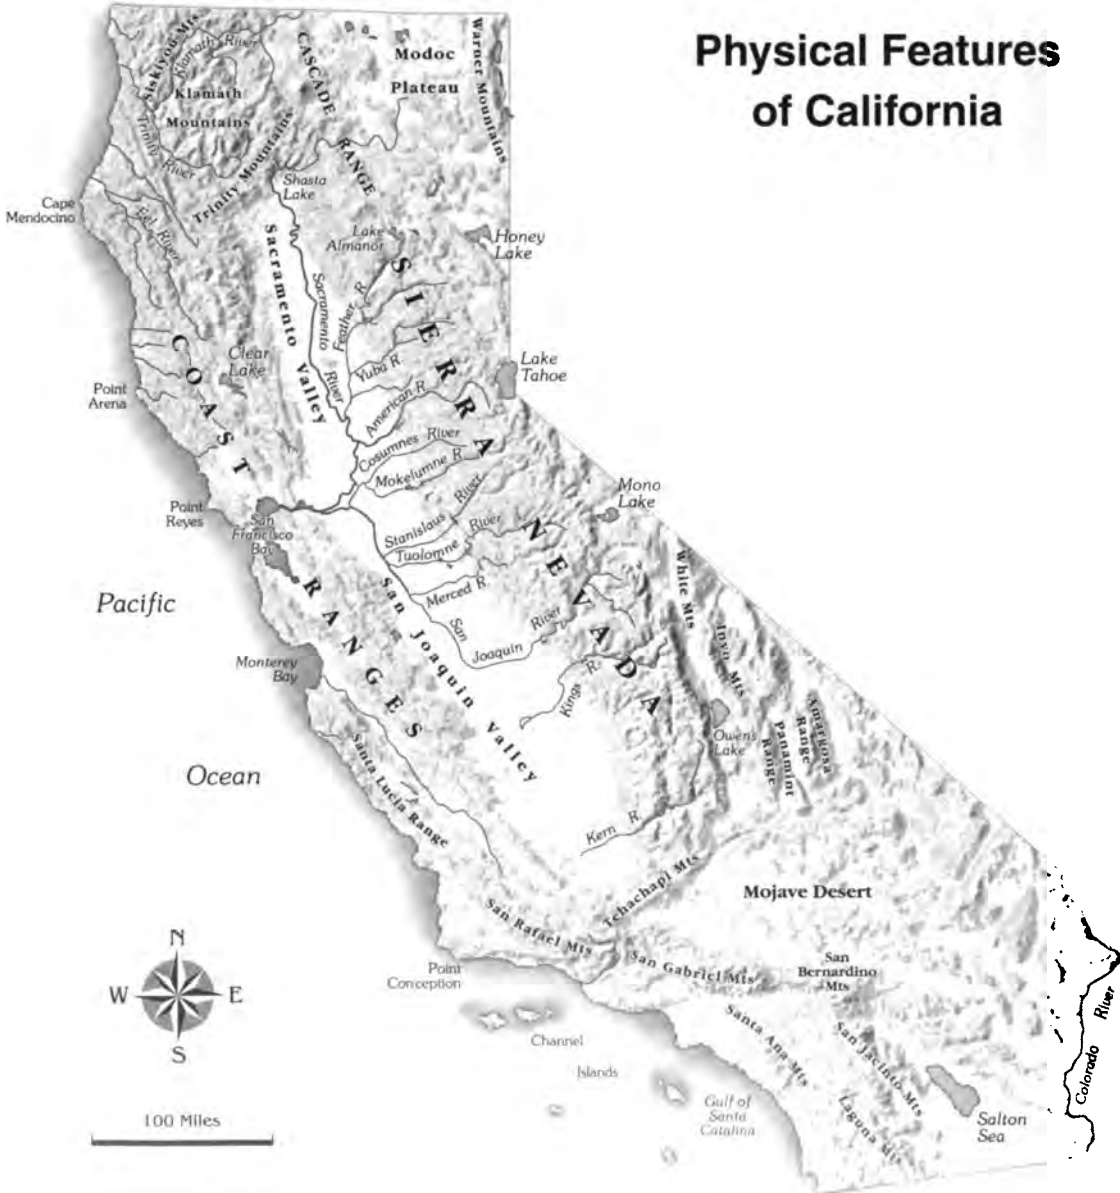 Physical Features
of California
Siskiyou Mts
Klamath River
Klamath
Mountains
Trinity River
Trinity Mountains
CASCADE
RANGE
Modoc
Plateau
Warner Mountains
Shasta
Lake
Cape
Mendocino
Eel River
Lake
Almanor
Honey
Lake
Sacramento Valley
Sacramento River
Feather R.
Yuba R.
American R.
SIERRA
NEVADA
Lake
Tahoe
Clear
Lake
COAST
RANGES
Point
Arena
Cosumnes River
Mokelumne R.
Mono
Lake
Point
Reyes
San
Francisco
Bay
Stanislaus River
Tuolomne River
Merced R.
San Joaquin River
San Joaquin Valley
White Mts
Inyo Mts
Pacific
Ocean
Monterey
Bay
Kings R.
Owens
Lake
Amargosa
Range
Panamint
Range
Santa Lucia Range
Kern R.
Tehachapi Mts
Mojave Desert
San Rafael Mts
San Gabriel Mts
San
Bernardino
Mts
Point
Conception
Channel
Islands
Santa Ana Mts
San Jacinto Mts
Laguna Mts
Gulf of
Santa
Catalina
Salton
Sea
Colorado River
N
W
E
S
100 Miles